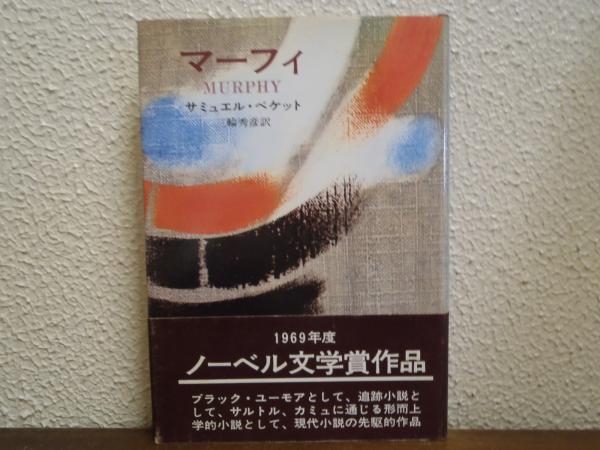 マーフィ
MURPHY
サミュエル・ベケット
三輪秀彦訳
1969年度
ノーベル文学賞作品
ブラック・ユーモアとして、追跡小説と
して、サルトル、カミュに通じる形而上
学的小説として、現代小説の先駆的作品